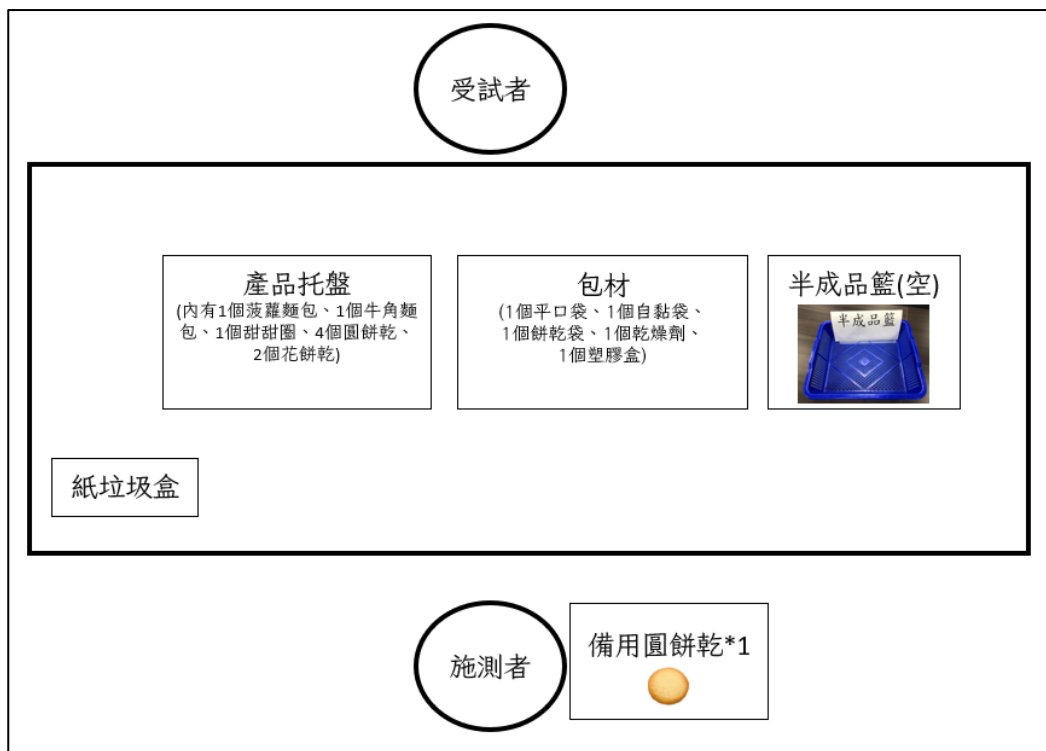 受試者
產品托盤
(內有1個菠蘿麵包、1個牛角麵
包、1個甜甜圈、4個圓餅乾、
2個花餅乾)
包材
(1個平口袋、1個自黏袋、
1個餅乾袋、1個乾燥劑、
1個塑膠盒)
半成品籃(空)
半成品籃
紙垃圾盒
施測者
備用圓餅乾*1